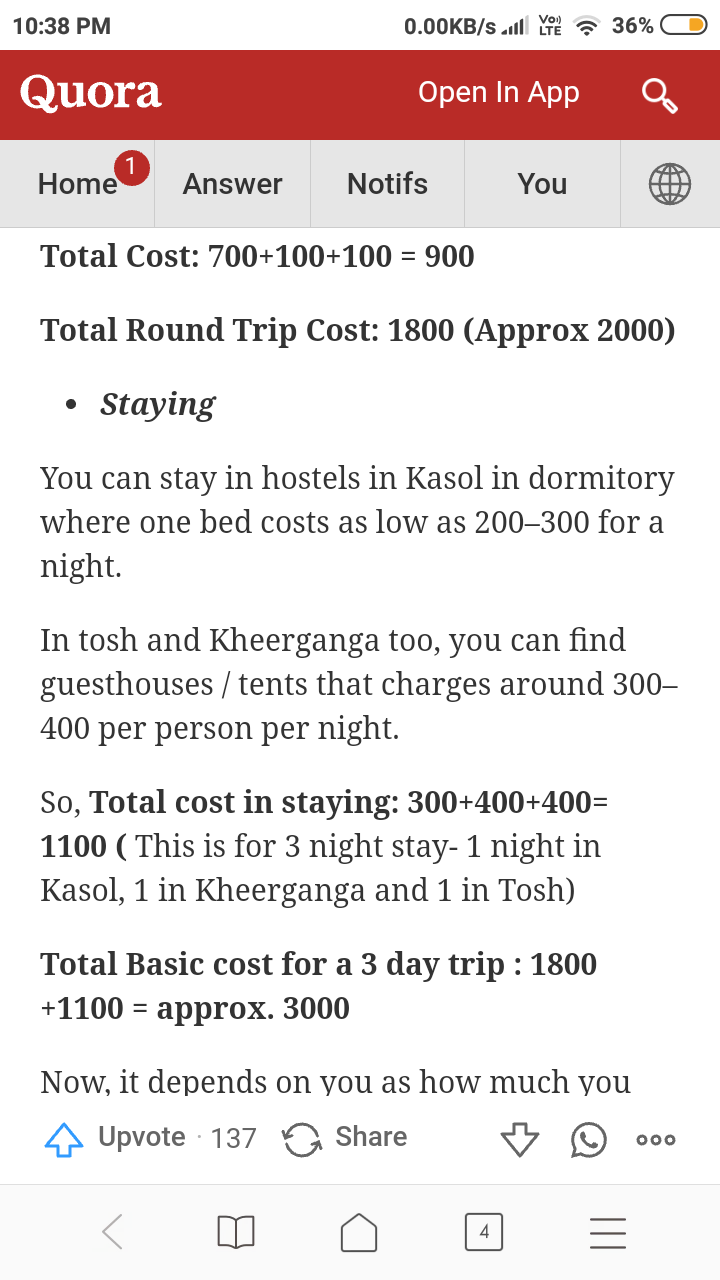 10:38 PM 0.00KB/s Vo)) LTE 36%
Quora Open In App
Home 1 Answer Notifs You
Total Cost: 700+100+100 = 900
Total Round Trip Cost: 1800 (Approx 2000)
• Staying
You can stay in hostels in Kasol in dormitory
where one bed costs as low as 200–300 for a
night.
In tosh and Kheerganga too, you can find
guesthouses / tents that charges around 300–
400 per person per night.
So, Total cost in staying: 300+400+400=
1100 ( This is for 3 night stay- 1 night in
Kasol, 1 in Kheerganga and 1 in Tosh)
Total Basic cost for a 3 day trip : 1800
+1100 = approx. 3000
Now, it depends on you as how much you
Upvote · 137 Share
4